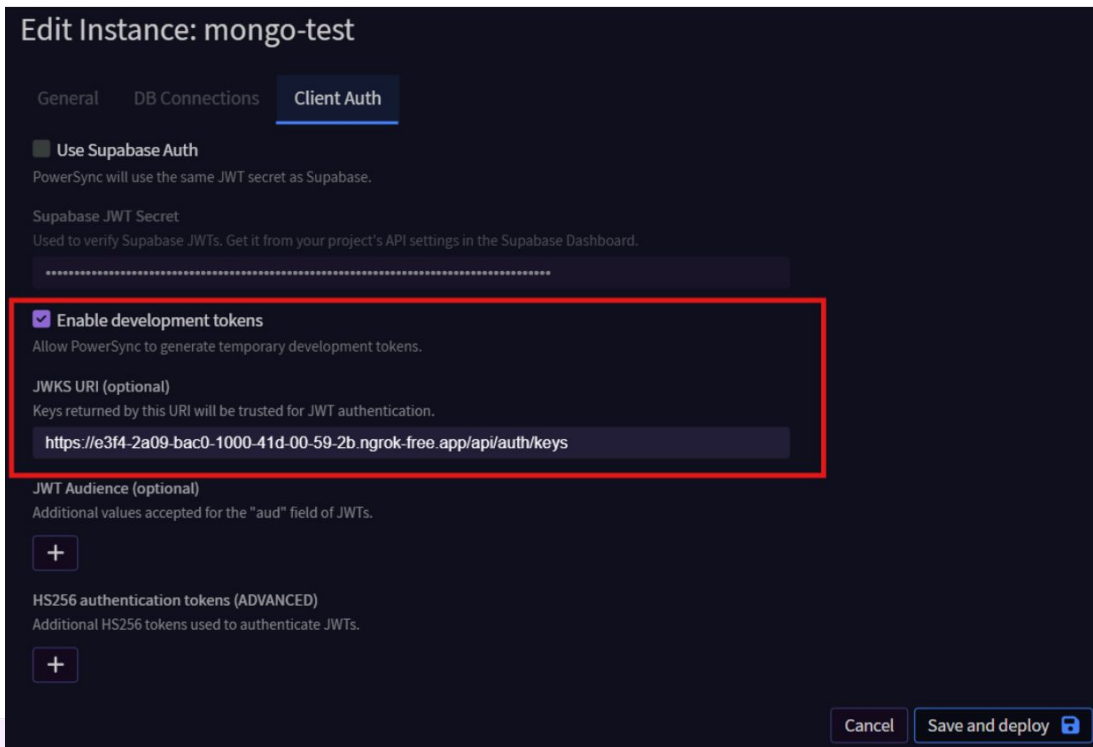 Edit Instance: mongo-test
General DB Connections Client Auth
Use Supabase Auth
PowerSync will use the same JWT secret as Supabase.
Supabase JWT Secret
Used to verify Supabase JWTs. Get it from your project's API settings in the Supabase Dashboard.
Enable development tokens
Allow PowerSync to generate temporary development tokens.
JWKS URI (optional)
Keys returned by this URI will be trusted for JWT authentication.
https://e3f4-2a09-bac0-1000-41d-00-59-2b.ngrok-free.app/api/auth/keys
JWT Audience (optional)
Additional values accepted for the "aud" field of JWTs.
+
HS256 authentication tokens (ADVANCED)
Additional HS256 tokens used to authenticate JWTs.
+
Cancel Save and deploy